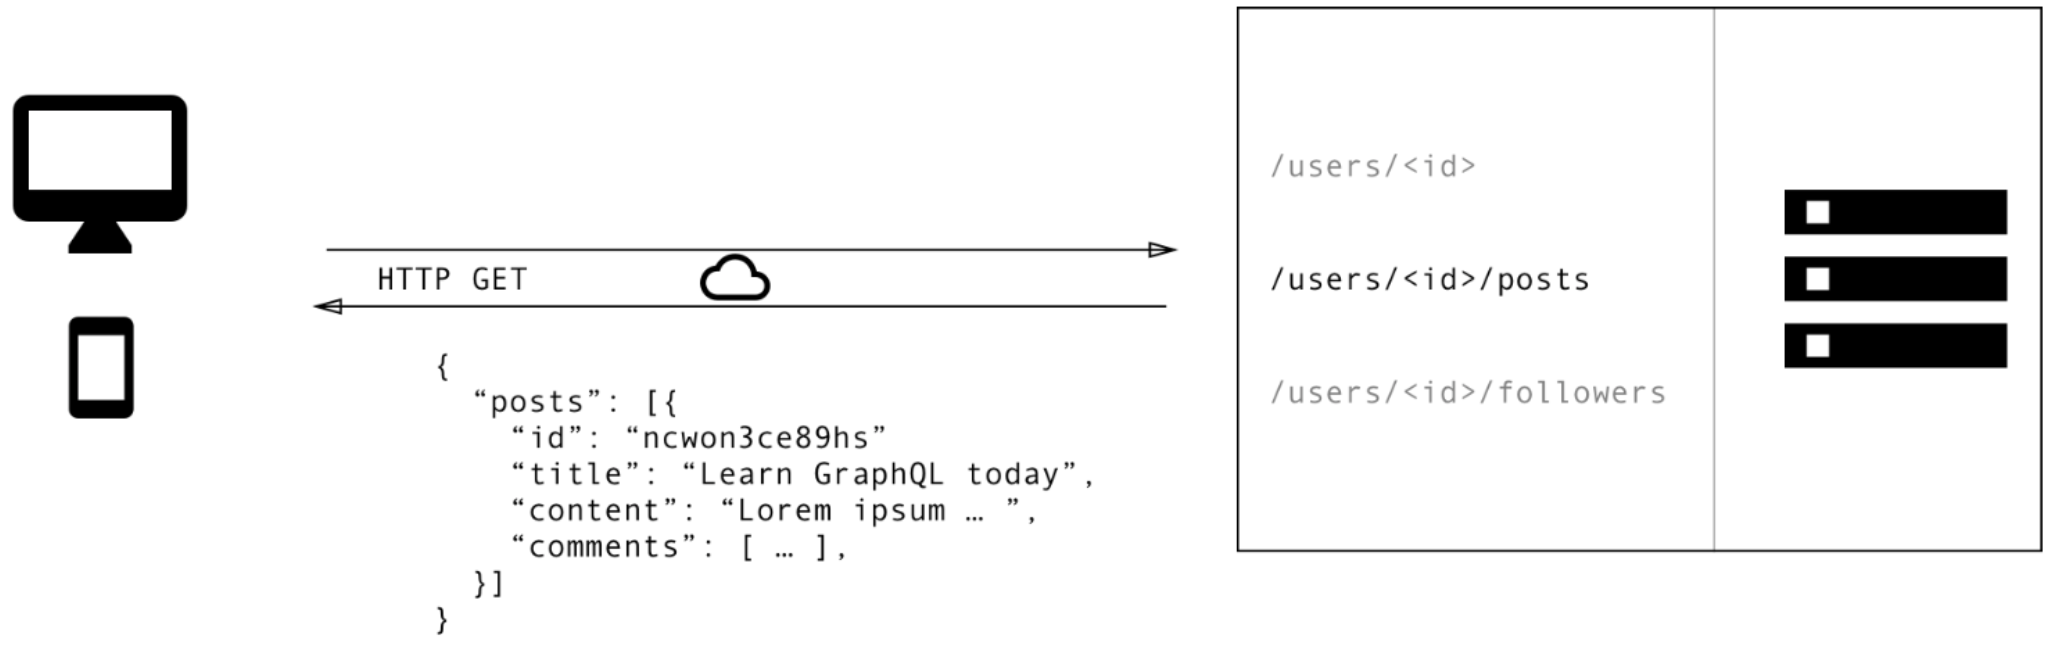 /users/<id>
HTTP GET
/users/<id>/posts
/users/<id>/followers
{
“posts”: [{
“id”: “ncwon3ce89hs”
“title”: “Learn GraphQL today”,
“content”: “Lorem ipsum … ”,
“comments”: [ … ],
}]
}